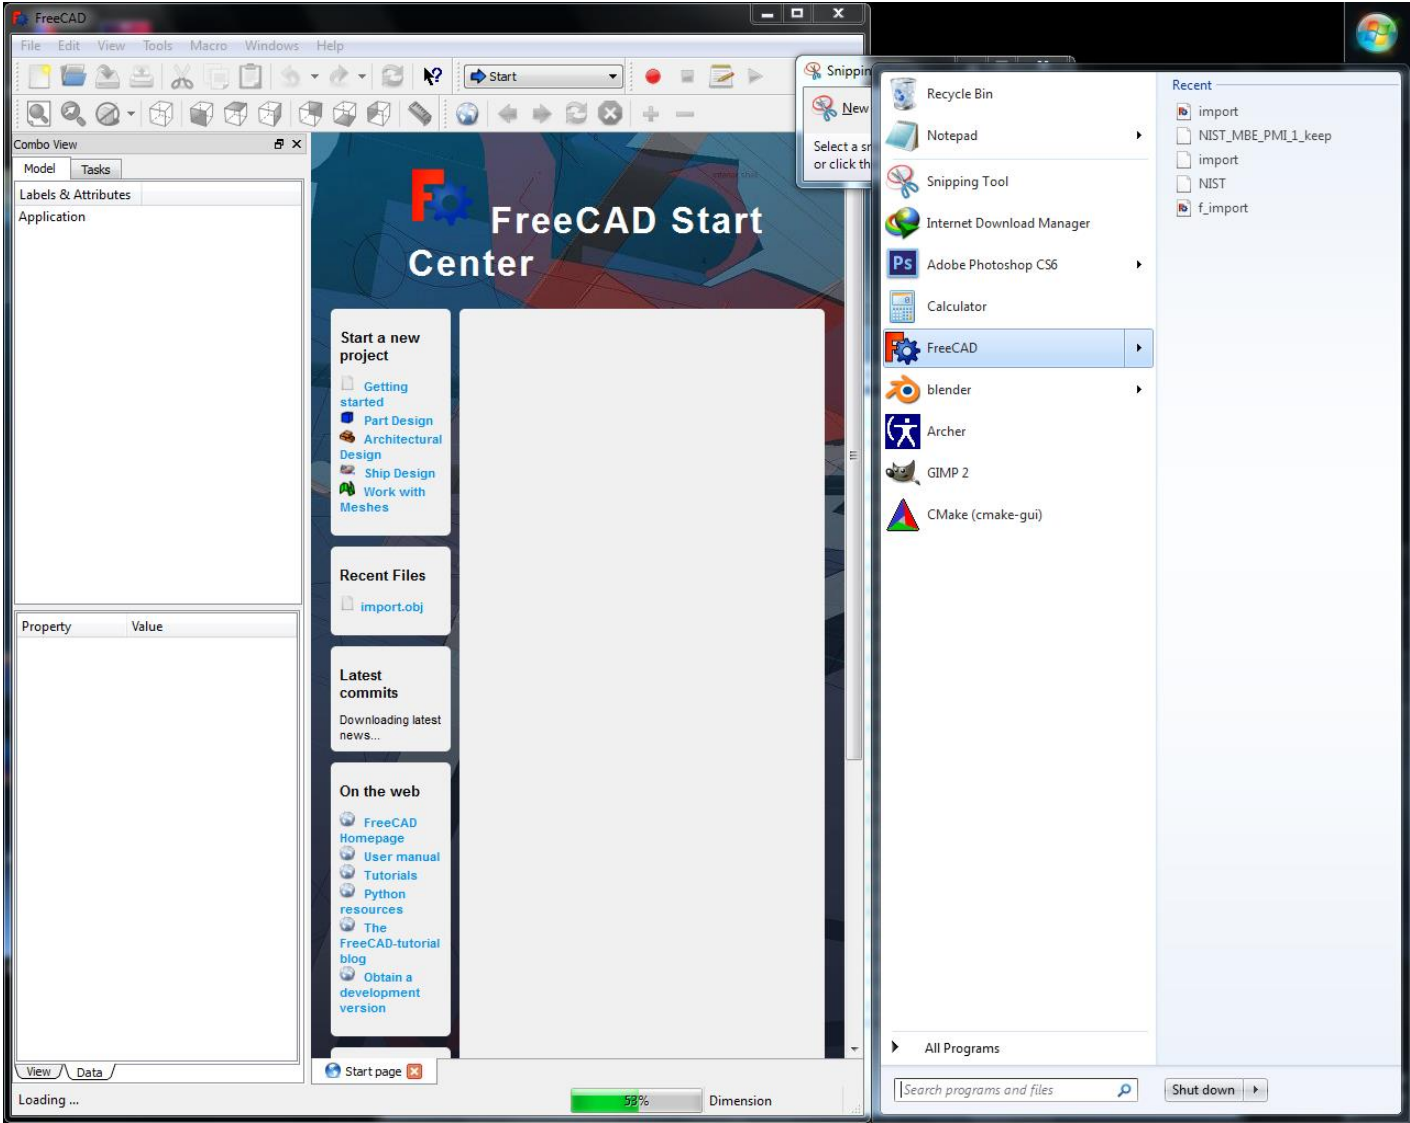 FreeCAD
File Edit View Tools Macro Windows Help
Start
Combo View
Model Tasks
Labels & Attributes
Application
Property Value
View Data
Loading ...
53%
Dimension
FreeCAD Start
Center
Start a new
project
Getting
started
Part Design
Architectural
Design
Ship Design
Work with
Meshes
Recent Files
import.obj
Latest
commits
Downloading latest
news...
On the web
FreeCAD
Homepage
User manual
Tutorials
Python
resources
The
FreeCAD-tutorial
blog
Obtain a
development
version
Start page
Snippin
New
Select a sn
or click th
Recycle Bin
Notepad
Snipping Tool
Internet Download Manager
Ps Adobe Photoshop CS6
Calculator
FreeCAD
blender
Archer
GIMP 2
CMake (cmake-gui)
All Programs
Search programs and files
Recent
import
NIST_MBE_PMI_1_keep
import
NIST
f_import
Shut down